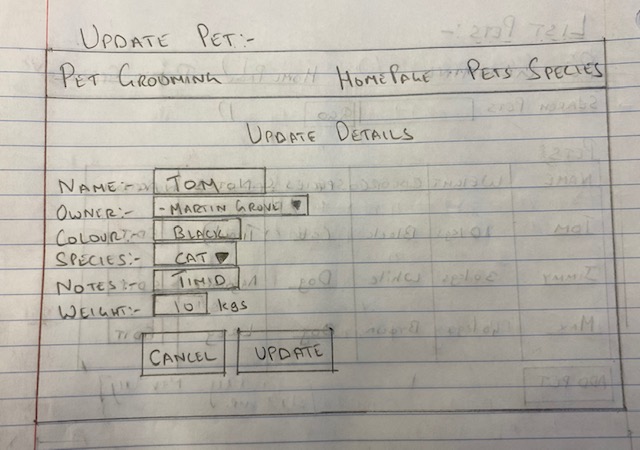 UPDATE PET:-
PET GROOMING HOMEPAGE PETS SPECIES
UPDATE DETAILS
NAME:- TOM
OWNER:- -MARTIN
COLOUR:- BLACK
SPECIES:- CAT
NOTES:- TIMID
WEIGHT:- 10 kgs
CANCEL UPDATE